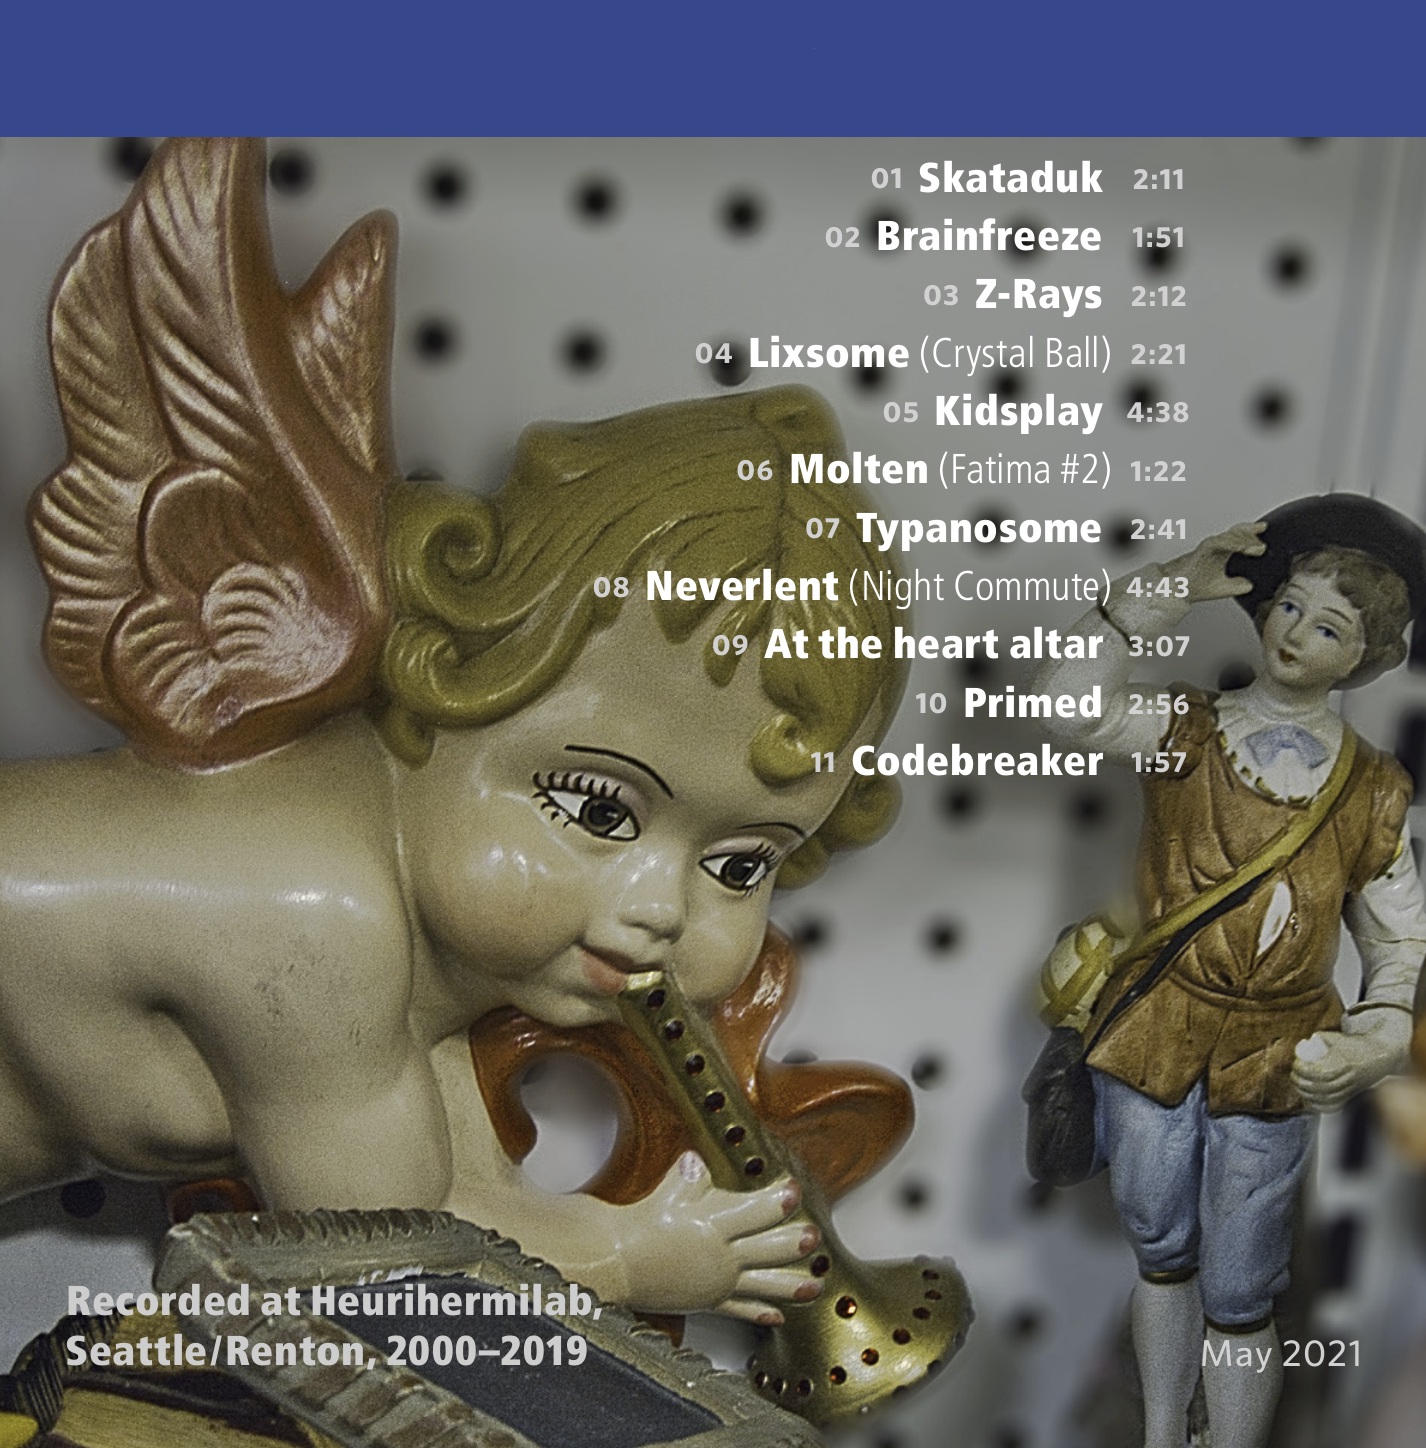 01 Skataduk 2:11
02 Brainfreeze 1:51
03 Z-Rays 2:12
04 Lixsome (Crystal Ball) 2:21
05 Kidsplay 4:38
06 Molten (Fatima #2) 1:22
07 Typanosome 2:41
08 Neverlent (Night Commute) 4:43
09 At the heart altar 3:07
10 Primed 2:56
11 Codebreaker 1:57
Recorded at Heurihermilab,
Seattle/Renton, 2000–2019
May 2021